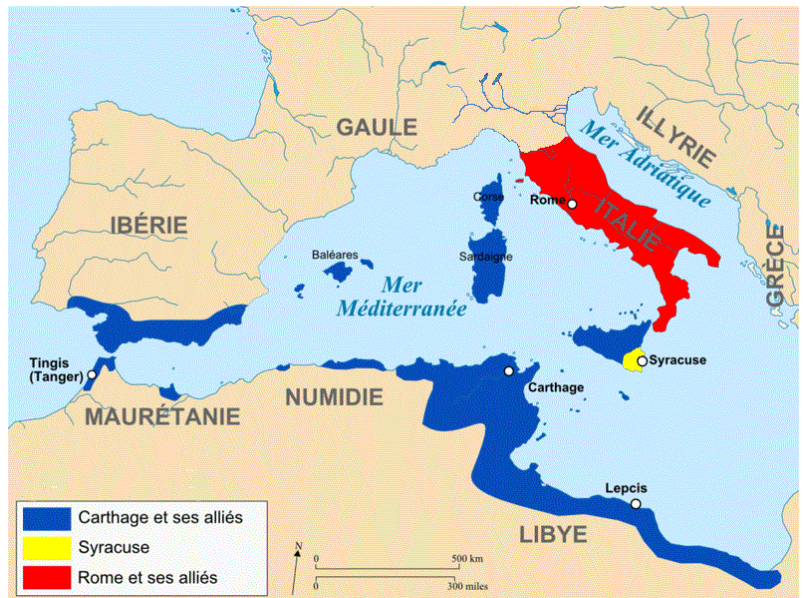 GAULE
ILLYRIE
Mer Adriatique
IBÉRIE
Corse
Rome
ITALIE
GRÈCE
Baléares
Sardaigne
Mer
Méditerranée
Tingis
(Tanger)
Syracuse
Carthage
MAURÉTANIE
NUMIDIE
Lepcis
LIBYE
Carthage et ses alliés
Syracuse
Rome et ses alliés
N
0 500 km
0 300 miles